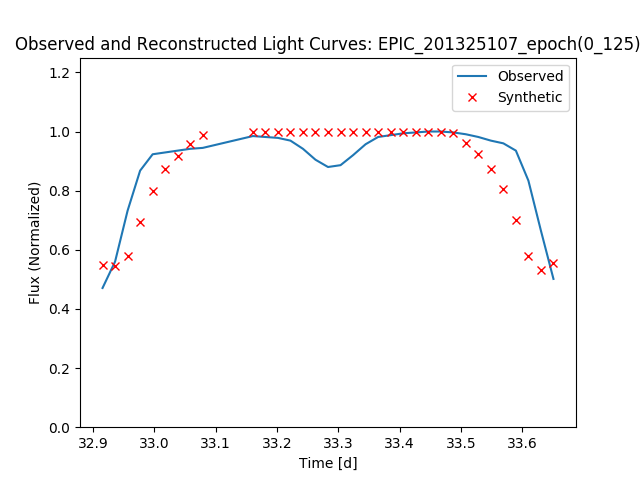 Observed and Reconstructed Light Curves: EPIC_201325107_epoch(0_125)
Observed
Synthetic
Flux (Normalized)
1.2
1.0
0.8
0.6
0.4
0.2
0.0
32.9 33.0 33.1 33.2 33.3 33.4 33.5 33.6
Time [d]